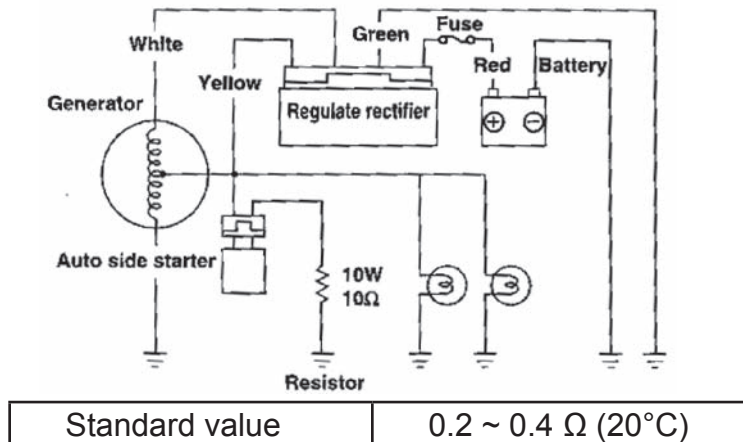 White
Green
Fuse
Yellow
Red
Battery
Generator
Regulate rectifier
Auto side starter
10W
10Ω
Resistor
Standard value
0.2 ~ 0.4 Ω (20°C)